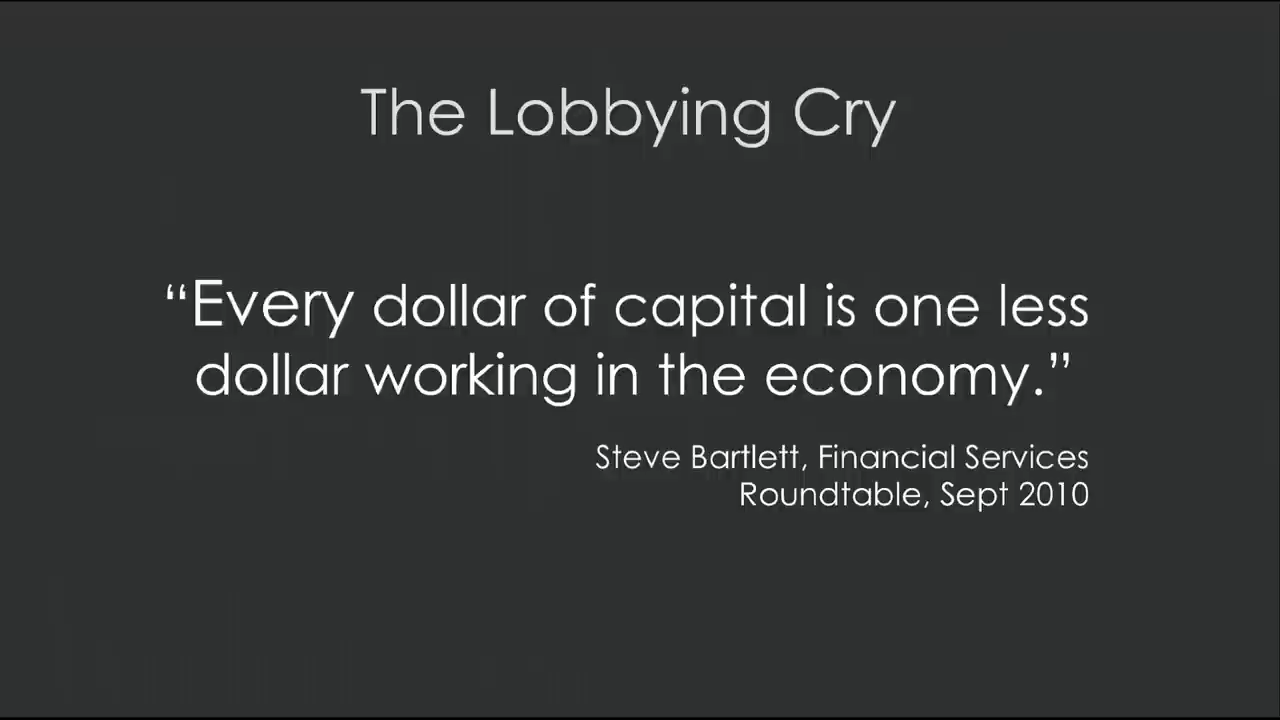 The Lobbying Cry
“Every dollar of capital is one less
dollar working in the economy.”
Steve Bartlett, Financial Services
Roundtable, Sept 2010